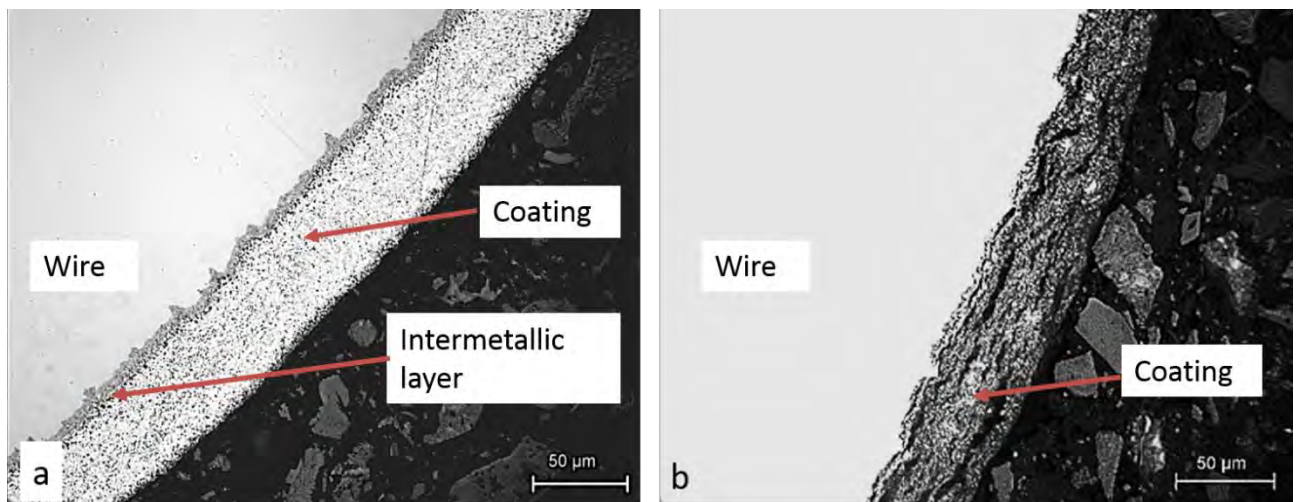 Wire
Coating
Intermetallic
layer
a
50 µm
Wire
Coating
b
50 µm